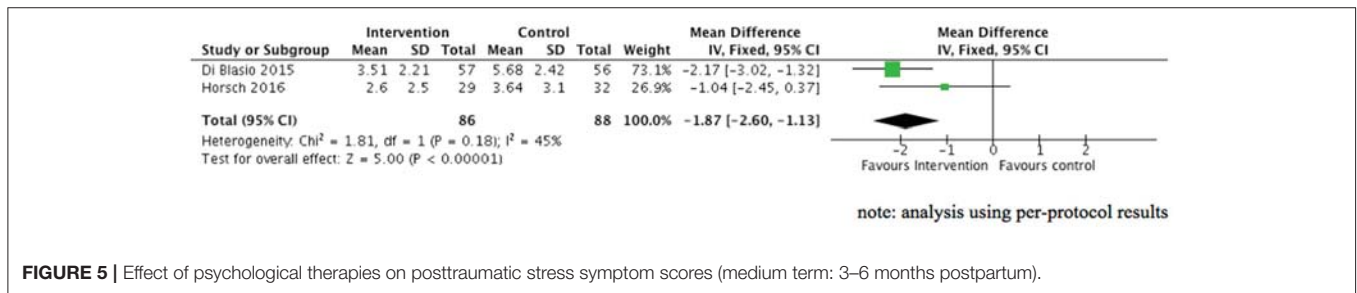 Intervention Control Mean Difference Mean Difference
Study or Subgroup Mean SD Total Mean SD Total Weight IV, Fixed, 95% CI IV, Fixed, 95% CI
Di Blasio 2015 3.51 2.21 57 5.68 2.42 56 73.1% -2.17 [-3.02, -1.32]
Horsch 2016 2.6 2.5 29 3.64 3.1 32 26.9% -1.04 [-2.45, 0.37]
Total (95% CI) 86 88 100.0% -1.87 [-2.60, -1.13]
Heterogeneity: Chi² = 1.81, df = 1 (P = 0.18); I² = 45%
Test for overall effect: Z = 5.00 (P < 0.00001)
-2 -1 0 1 2
Favours Intervention Favours control
note: analysis using per-protocol results
FIGURE 5 | Effect of psychological therapies on posttraumatic stress symptom scores (medium term: 3–6 months postpartum).